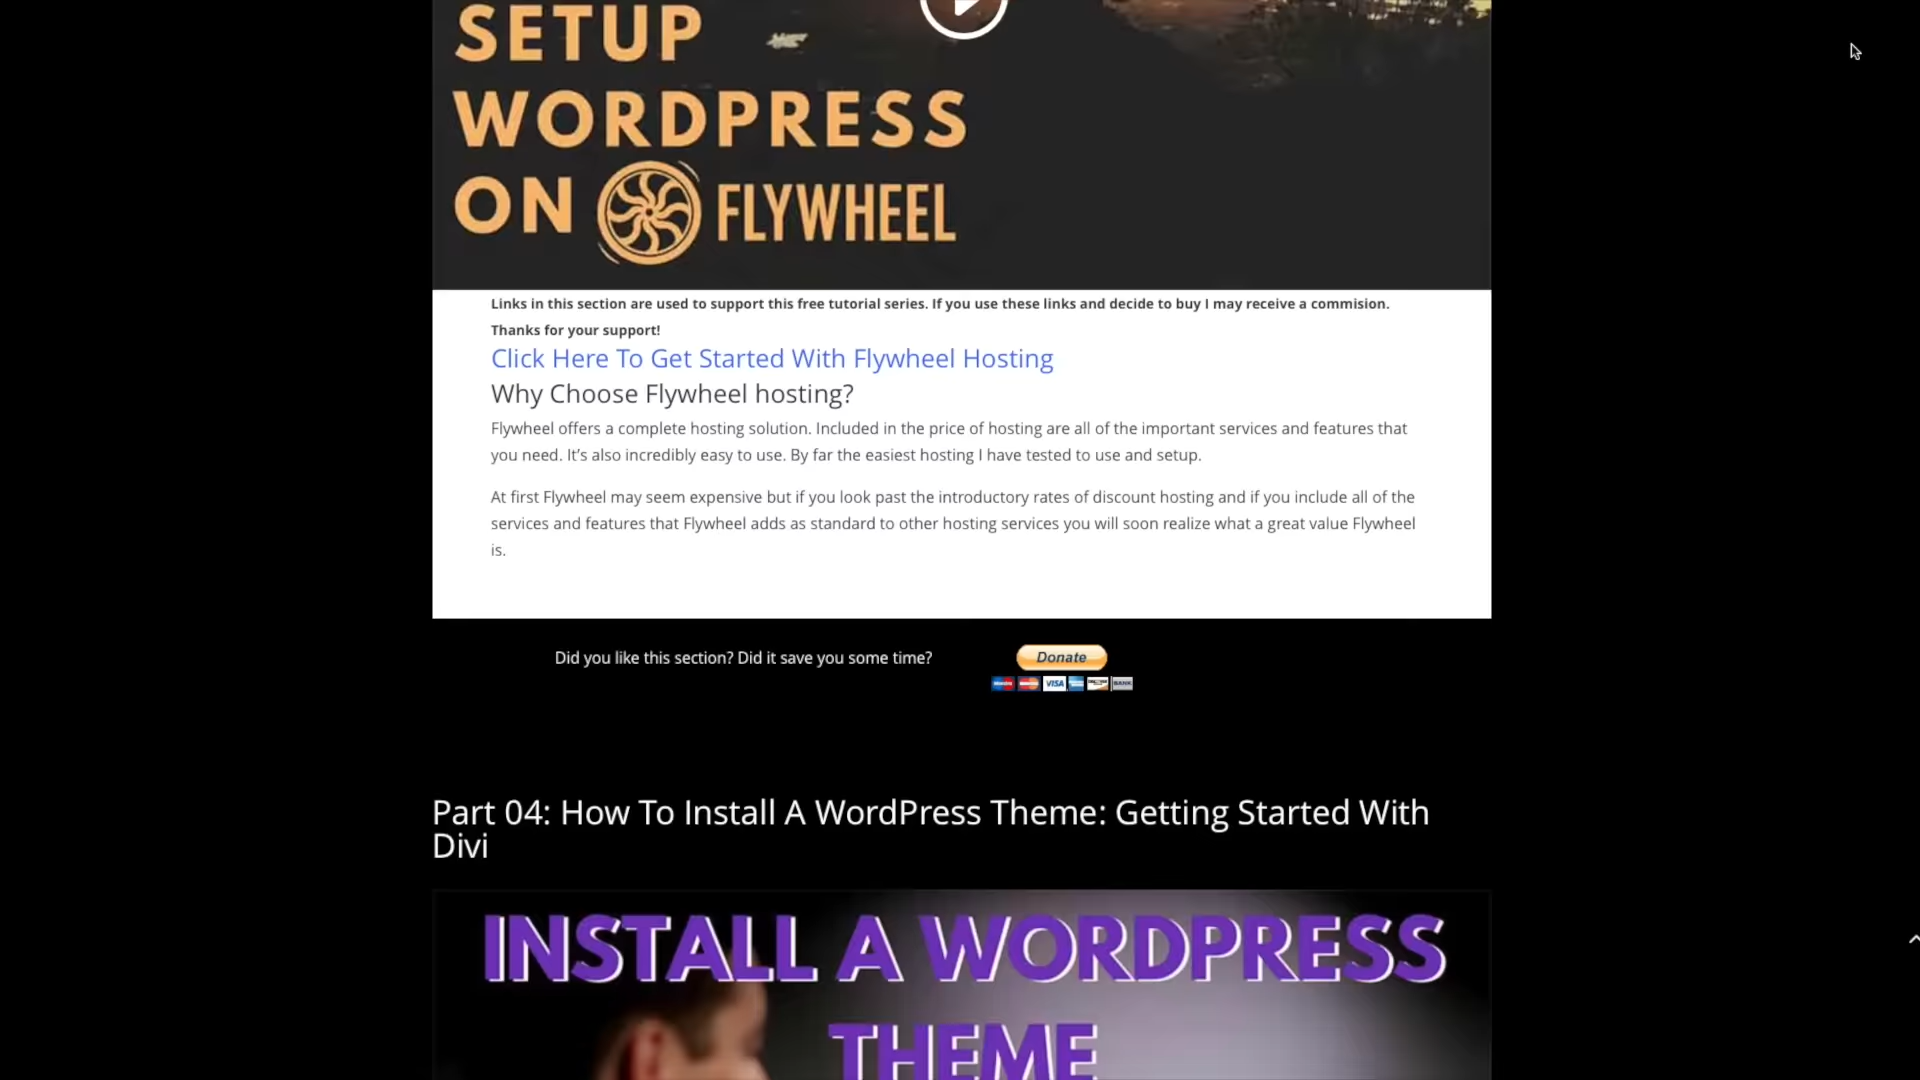 SETUP
WORDPRESS
ON FLYWHEEL
Links in this section are used to support this free tutorial series. If you use these links and decide to buy I may receive a commision.
Thanks for your support!
Click Here To Get Started With Flywheel Hosting
Why Choose Flywheel hosting?
Flywheel offers a complete hosting solution. Included in the price of hosting are all of the important services and features that
you need. It’s also incredibly easy to use. By far the easiest hosting I have tested to use and setup.
At first Flywheel may seem expensive but if you look past the introductory rates of discount hosting and if you include all of the
services and features that Flywheel adds as standard to other hosting services you will soon realize what a great value Flywheel
is.
Did you like this section? Did it save you some time?
Donate
VISA
BANK
Part 04: How To Install A WordPress Theme: Getting Started With
Divi
INSTALL A WORDPRESS
THEME